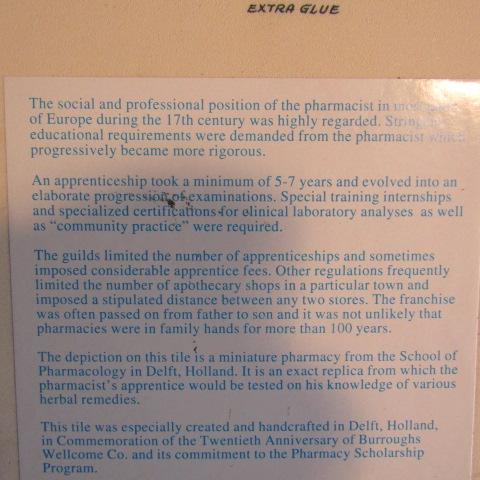 EXTRA GLUE
The social and professional position of the pharmacist in most
of Europe during the 17th century was highly regarded.
educational requirements were demanded from the pharmacist which
progressively became more rigorous.
An apprenticeship took a minimum of 5-7 years and evolved into an
elaborate progression of examinations. Special training internships
and specialized certifications for clinical laboratory analyses as well
as “community practice” were required.
The guilds limited the number of apprenticeships and sometimes
imposed considerable apprentice fees. Other regulations frequently
limited the number of apothecary shops in a particular town and
imposed a stipulated distance between any two stores. The franchise
was often passed on from father to son and it was not unlikely that
pharmacies were in family hands for more than 100 years.
The depiction on this tile is a miniature pharmacy from the School of
Pharmacology in Delft, Holland. It is an exact replica from which the
pharmacist's apprentice would be tested on his knowledge of various
herbal remedies.
This tile was especially created and handcrafted in Delft, Holland,
in Commemoration of the Twentieth Anniversary of Burroughs
Wellcome Co. and its commitment to the Pharmacy Scholarship
Program.